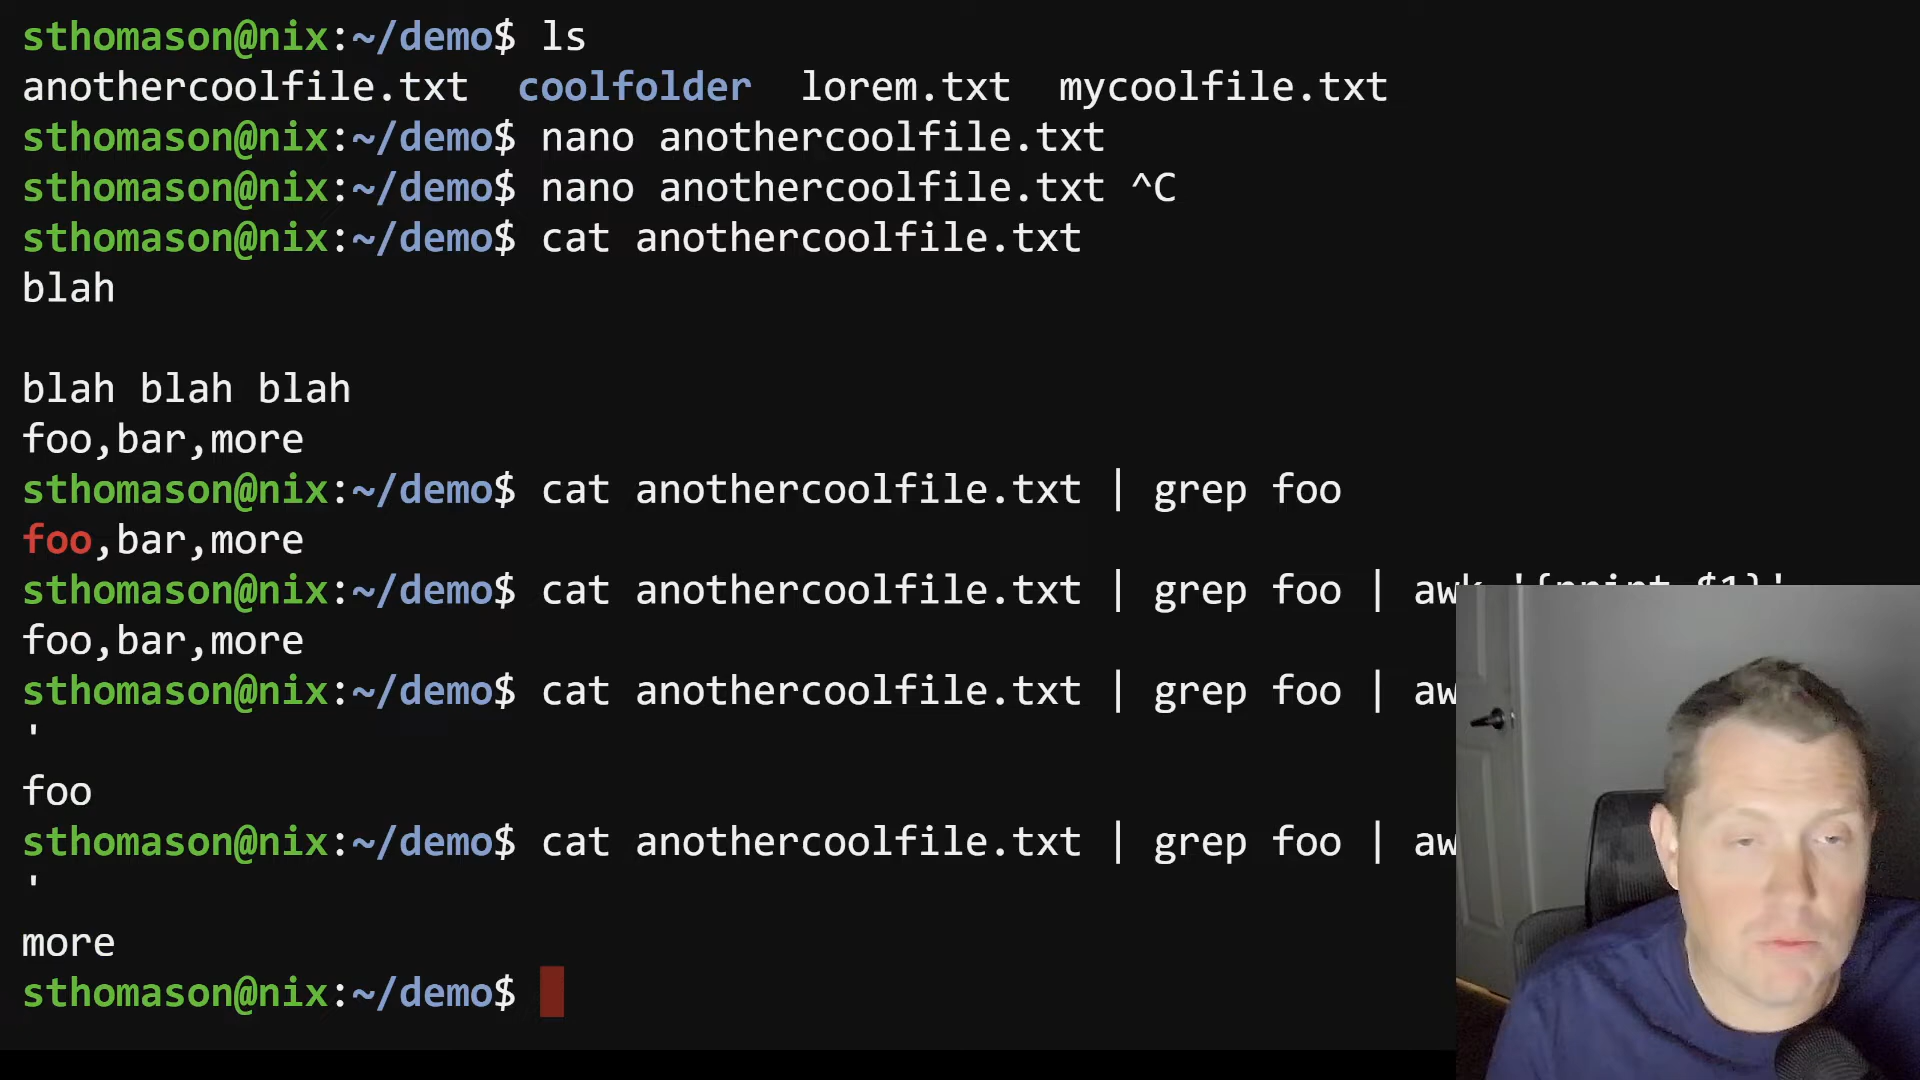 sthomason@nix:~/demo$ ls
anothercoolfile.txt coolfolder lorem.txt mycoolfile.txt
sthomason@nix:~/demo$ nano anothercoolfile.txt
sthomason@nix:~/demo$ nano anothercoolfile.txt ^C
sthomason@nix:~/demo$ cat anothercoolfile.txt
blah
blah blah blah
foo,bar,more
sthomason@nix:~/demo$ cat anothercoolfile.txt | grep foo
foo,bar,more
sthomason@nix:~/demo$ cat anothercoolfile.txt | grep foo | awk '{print $1}'
foo,bar,more
sthomason@nix:~/demo$ cat anothercoolfile.txt | grep foo | aw
'
foo
sthomason@nix:~/demo$ cat anothercoolfile.txt | grep foo | aw
'
more
sthomason@nix:~/demo$